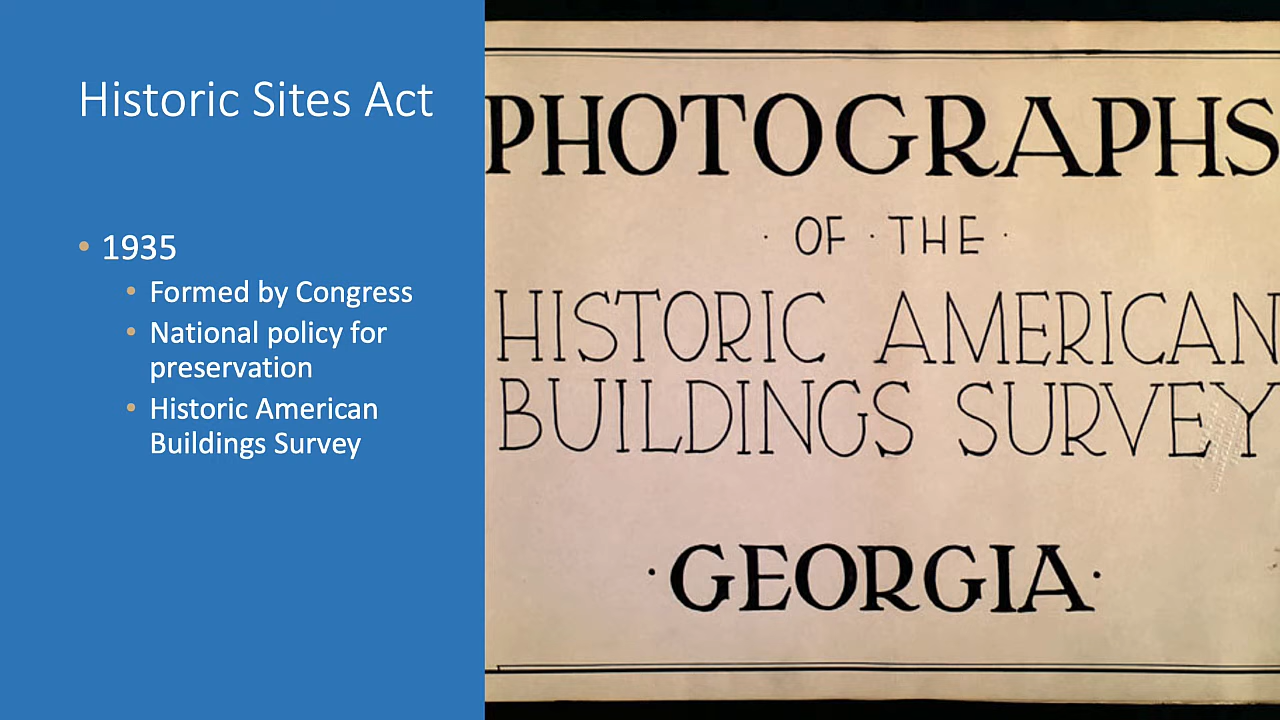 Historic Sites Act
• 1935
• Formed by Congress
• National policy for
preservation
• Historic American
Buildings Survey
PHOTOGRAPHS
· OF · THE ·
HISTORIC AMERICAN
BUILDINGS SURVEY
· GEORGIA ·